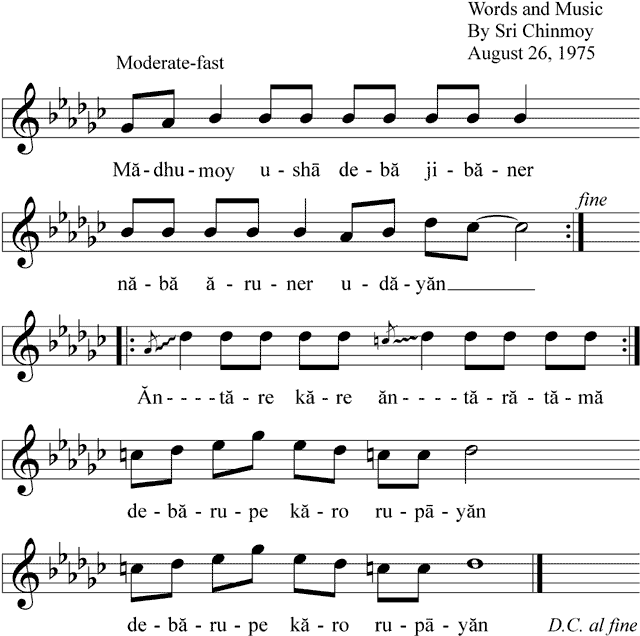 Words and Music
By Sri Chinmoy
August 26, 1975
Moderate-fast
Mă-dhu-moy u-shā de-bă ji-bă-ner
fine
nă-bă ă-ru-ner u-dā-yăn
Ăn----tă-re kă-re ăn----tă-ră-tă-mă
de-bă-ru-pe kă-ro ru-pā-yăn
de-bă-ru-pe kă-ro ru-pā-yăn
D.C. al fine